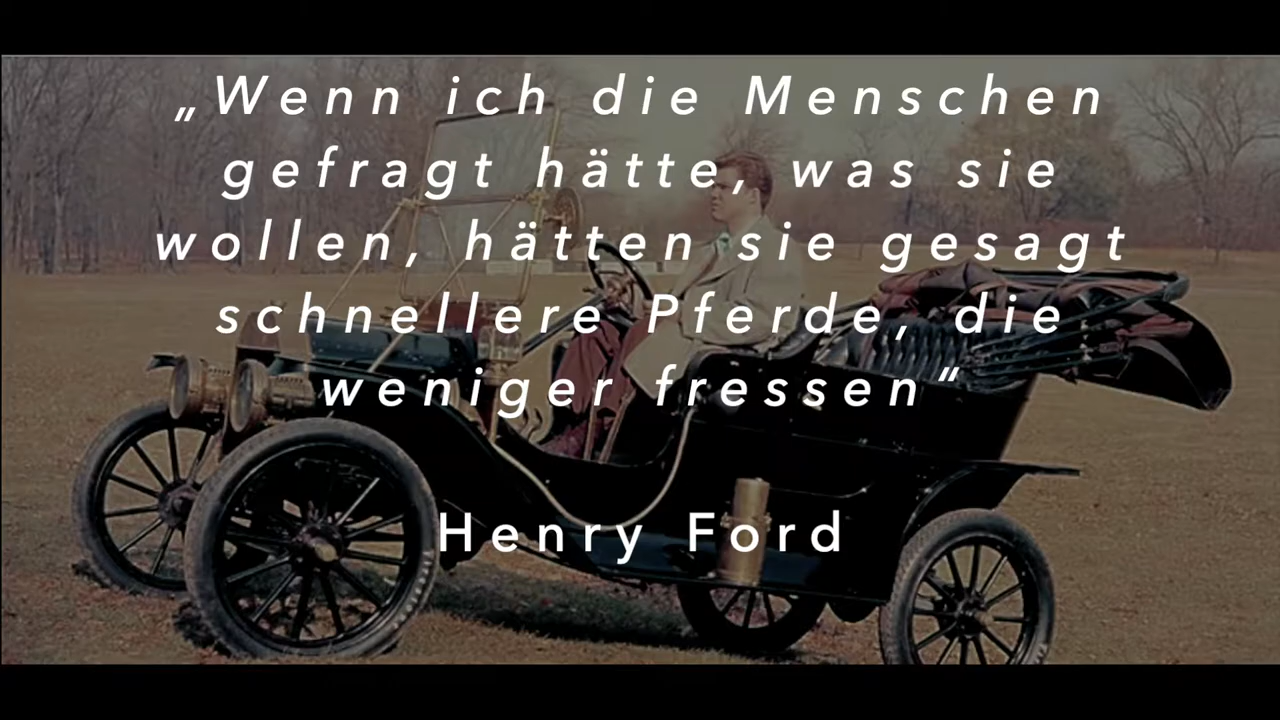 „Wenn ich die Menschen
gefragt hätte, was sie
wollen, hätten sie gesagt
schnellere Pferde, die
weniger fressen“
Henry Ford